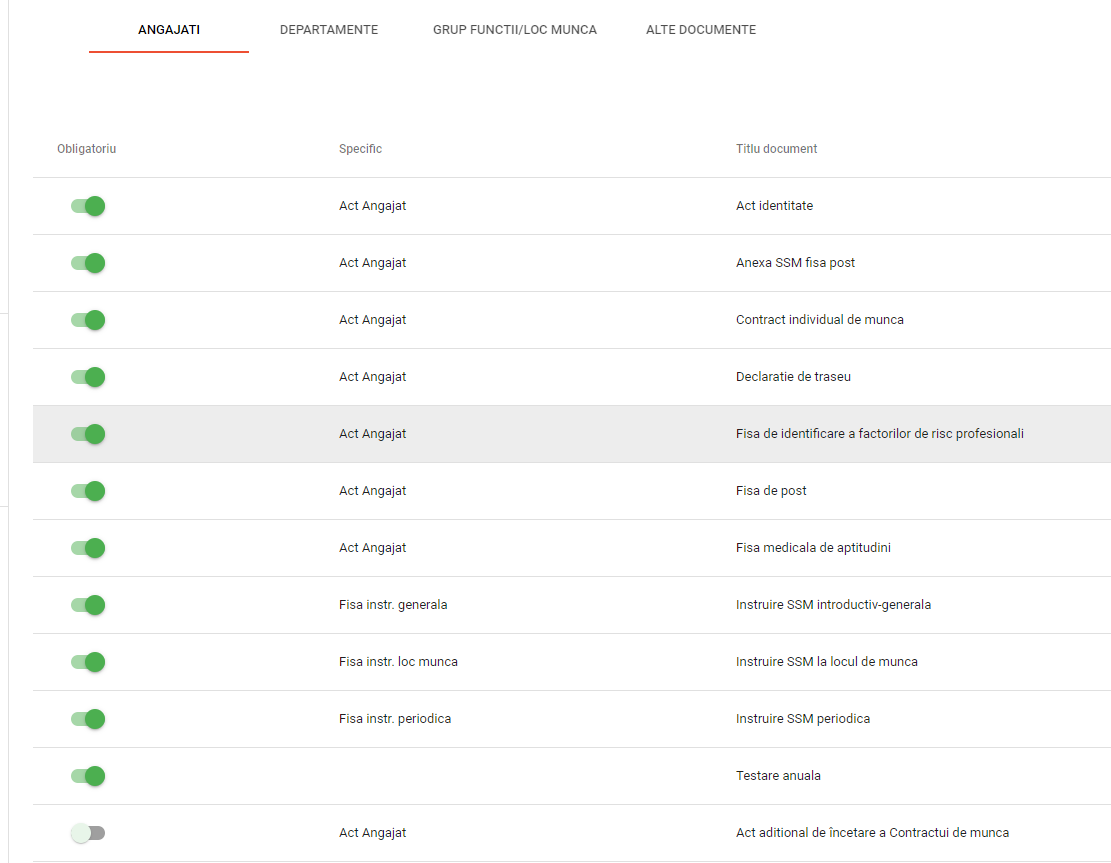 ANGAJATI DEPARTAMENTE GRUP FUNCTII/LOC MUNCA ALTE DOCUMENTE
Obligatoriu Specific Titlu document
Act Angajat Act identitate
Act Angajat Anexa SSM fisa post
Act Angajat Contract individual de munca
Act Angajat Declaratie de traseu
Act Angajat Fisa de identificare a factorilor de risc profesionali
Act Angajat Fisa de post
Act Angajat Fisa medicala de aptitudini
Fisa instr. generala Instruire SSM introductiv-generala
Fisa instr. loc munca Instruire SSM la locul de munca
Fisa instr. periodica Instruire SSM periodica
Testare anuala
Act Angajat Act aditional de încetare a Contractui de munca